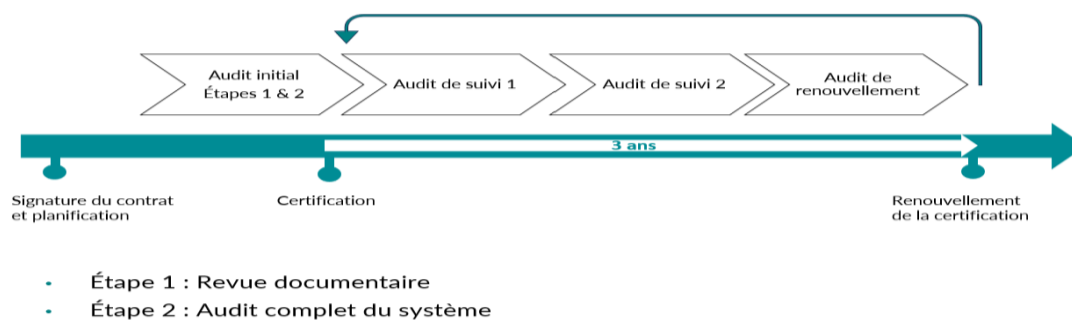 Audit initial
Étapes 1 & 2
Audit de suivi 1
Audit de suivi 2
Audit de
renouvellement
3 ans
Signature du contrat
et planification
Certification
Renouvellement
de la certification
• Étape 1 : Revue documentaire
• Étape 2 : Audit complet du système